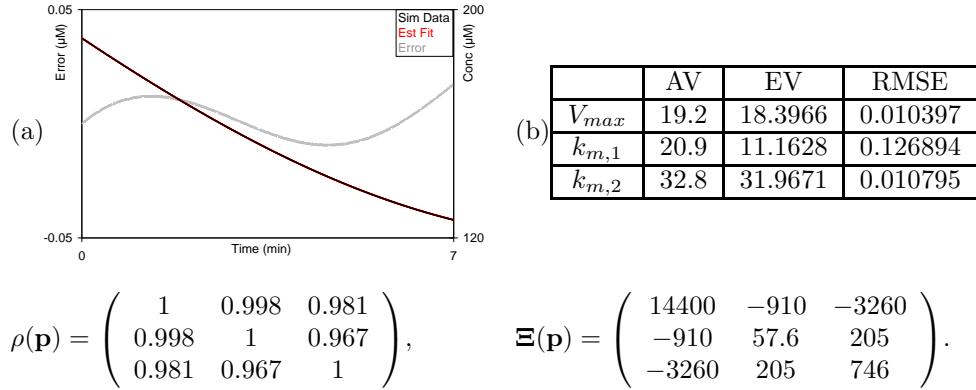 0.05
200
Sim Data
Est Fit
Error
Error (µM)
Conc (µM)
(a)
-0.05
120
0
Time (min)
7
(b)
AV EV RMSE
V_max 19.2 18.3966 0.010397
k_m,1 20.9 11.1628 0.126894
k_m,2 32.8 31.9671 0.010795
ρ(p) = ( 1 0.998 0.981
0.998 1 0.967
0.981 0.967 1 ),
Ξ(p) = ( 14400 −910 −3260
−910 57.6 205
−3260 205 746 ).